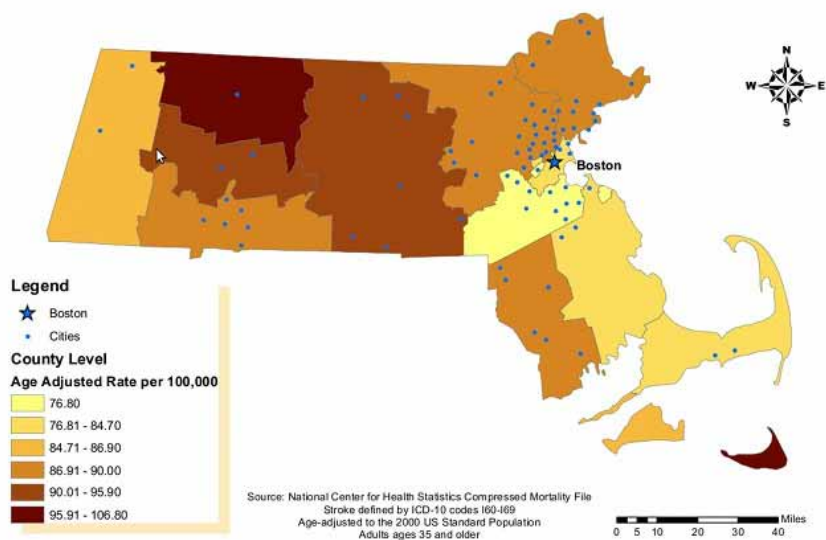 N
W E
S
Boston
Legend
Boston
Cities
County Level
Age Adjusted Rate per 100,000
76.80
76.81 - 84.70
84.71 - 86.90
86.91 - 90.00
90.01 - 95.90
95.91 - 106.80
Source: National Center for Health Statistics Compressed Mortality File
Stroke defined by ICD-10 codes I60-I69
Age-adjusted to the 2000 US Standard Population
Adults ages 35 and older
Miles
0 5 10 20 30 40